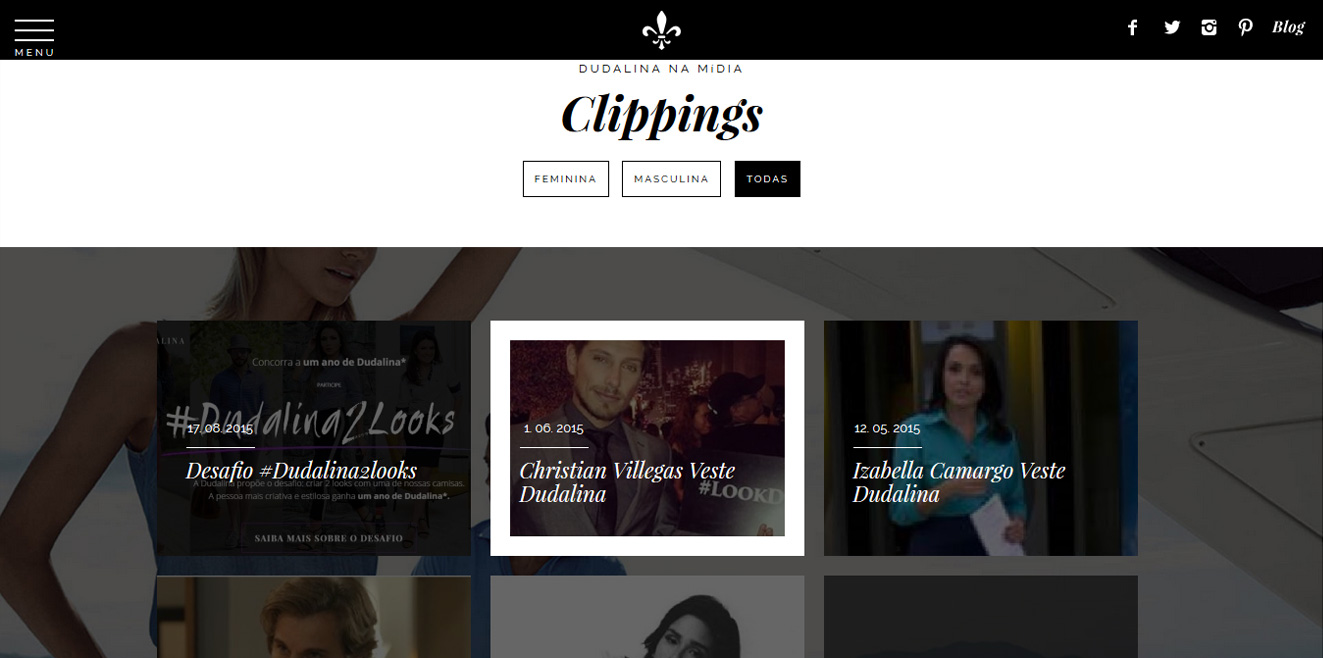 MENU
Blog
DUDALINA NA MíDIA
Clippings
FEMININA
MASCULINA
TODAS
ALINA
Concorra a um ano de Dudalina*
PARTICIPE
#Dudalina2Looks
17. 08. 2015
Desafio #Dudalina2looks
A Dudalina propõe o desafio: criar 2 looks com uma de nossas camisas.
A pessoa mais criativa e estilosa ganha um ano de Dudalina*.
SAIBA MAIS SOBRE O DESAFIO
1. 06. 2015
Christian Villegas Veste
Dudalina
#LOOKD
12. 05. 2015
Izabella Camargo Veste
Dudalina